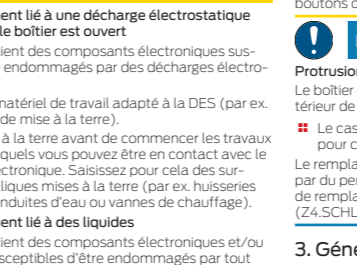 ent lié à une décharge électrostatique
le boîtier est ouvert
ient des composants électroniques sus-
endommagés par des décharges électro-
matériel de travail adapté à la DES (par ex.
de mise à la terre).
à la terre avant de commencer les travaux
quels vous pouvez être en contact avec le
ectronique. Saisissez pour cela des sur-
liques mises à la terre (par ex. huisseries
nduites d'eau ou vannes de chauffage).
ent lié à des liquides
ient des composants électroniques et/ou
sceptibles d'être endommagés par tout
boutons d
Protrusion
Le boîtier
térieur de
Le cas
pour c
Le rempla
par du per
de rempla
(Z4.SCHL
3. Géné